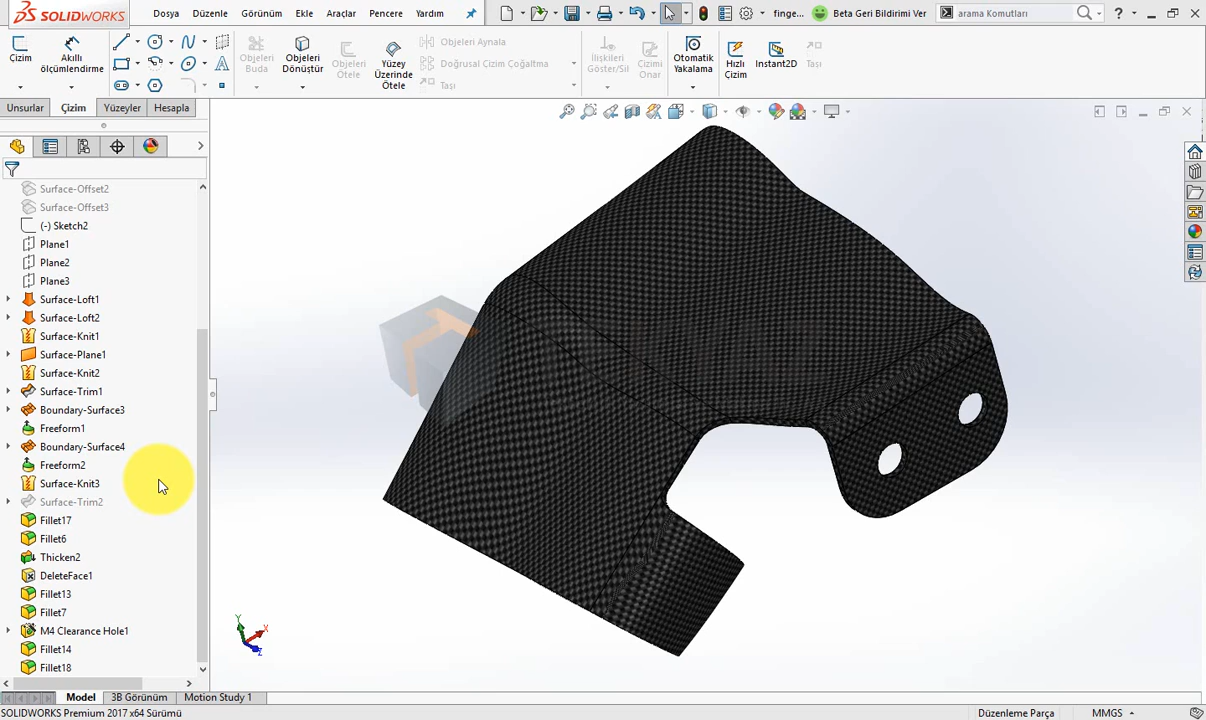 SOLIDWORKS
Dosya Düzenle Görünüm Ekle Araçlar Pencere Yardım
finge... Beta Geri Bildirimi Ver arama Komutları
Çizim
Akıllı ölçümlendirme
Objeleri Buda
Objeleri Dönüştür
Objeleri Ötele
Yüzey Üzerinde Ötele
Objeleri Aynala
Doğrusal Çizim Çoğaltma
Taşı
İlişkileri Göster/Sil
Çizimi Onar
Otomatik Yakalama
Hızlı Çizim
Instant2D
Taşı
Unsurlar Çizim Yüzeyler Hesapla
Surface-Offset2
Surface-Offset3
(-) Sketch2
Plane1
Plane2
Plane3
Surface-Loft1
Surface-Loft2
Surface-Knit1
Surface-Plane1
Surface-Knit2
Surface-Trim1
Boundary-Surface3
Freeform1
Boundary-Surface4
Freeform2
Surface-Knit3
Surface-Trim2
Fillet17
Fillet6
Thicken2
DeleteFace1
Fillet13
Fillet7
M4 Clearance Hole1
Fillet14
Fillet18
Y
X
Z
Model 3B Görünüm Motion Study 1
SOLIDWORKS Premium 2017 x64 Sürümü Düzenleme Parça MMGS